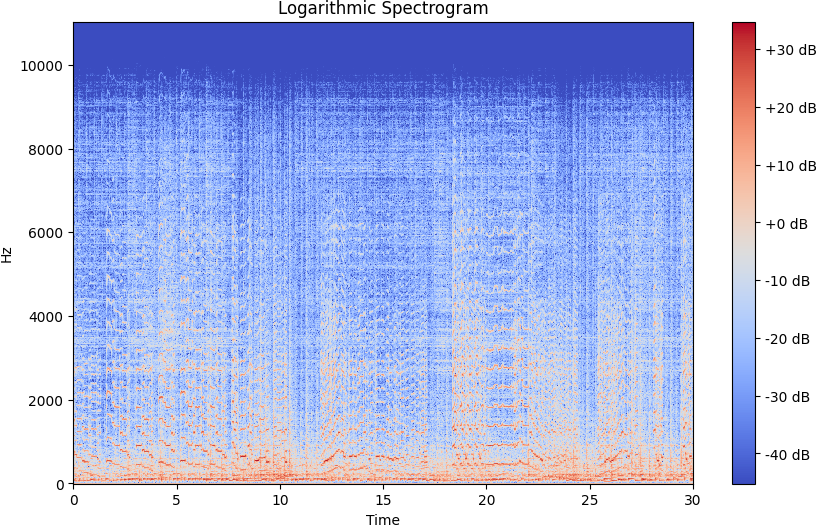 Logarithmic Spectrogram
Hz
10000
8000
6000
4000
2000
0
0 5 10 15 20 25 30
Time
+30 dB
+20 dB
+10 dB
+0 dB
-10 dB
-20 dB
-30 dB
-40 dB